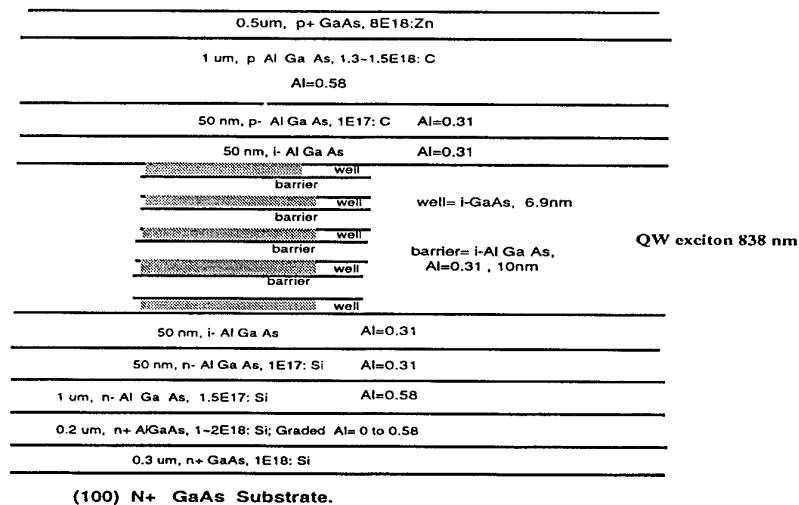 0.5um, p+ GaAs, 8E18:Zn
1 um, p Al Ga As, 1.3-1.5E18: C
Al=0.58
50 nm, p- Al Ga As, 1E17: C Al=0.31
50 nm, i- Al Ga As Al=0.31
well
barrier
well
barrier
well
barrier
well
barrier
well
well= i-GaAs, 6.9nm
barrier= i-Al Ga As,
Al=0.31 , 10nm
QW exciton 838 nm
50 nm, i- Al Ga As Al=0.31
50 nm, n- Al Ga As, 1E17: Si Al=0.31
1 um, n- Al Ga As, 1.5E17: Si Al=0.58
0.2 um, n+ AlGaAs, 1~2E18: Si; Graded Al= 0 to 0.58
0.3 um, n+ GaAs, 1E18: Si
(100) N+ GaAs Substrate.